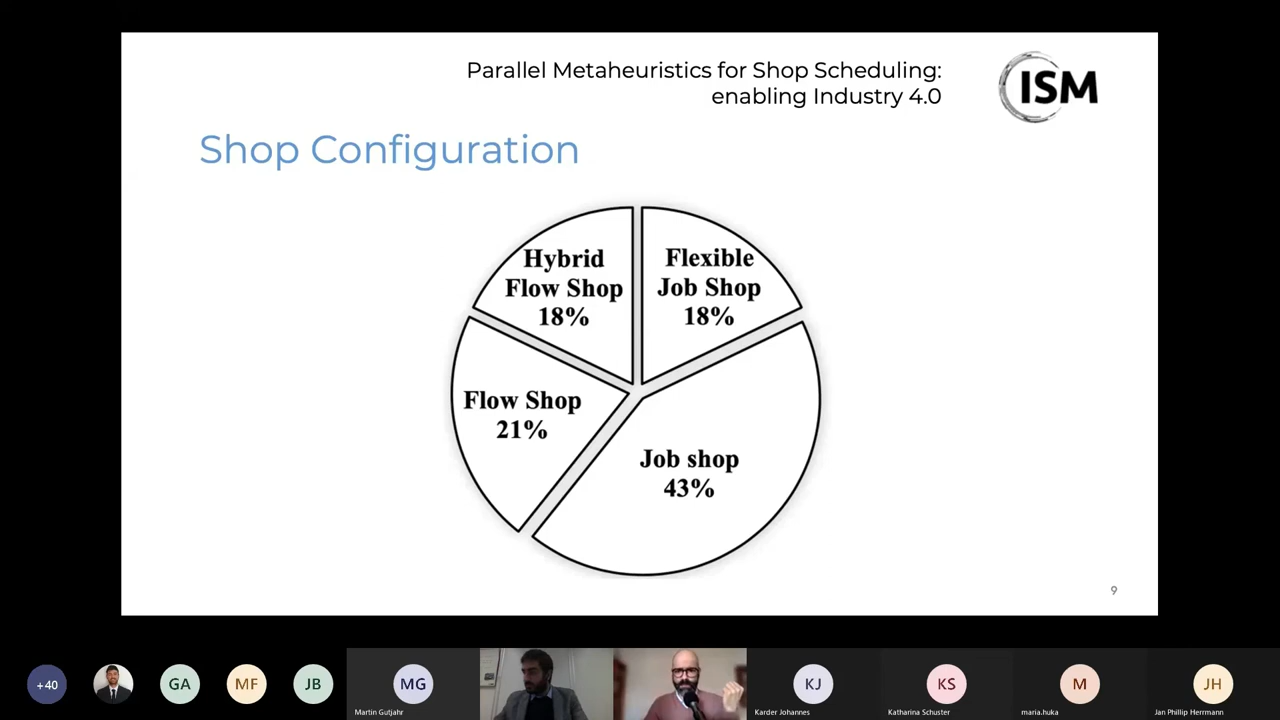 Parallel Metaheuristics for Shop Scheduling:
enabling Industry 4.0
ISM
Shop Configuration
Hybrid
Flow Shop
18%
Flexible
Job Shop
18%
Flow Shop
21%
Job shop
43%
9
+40
GA
MF
JB
MG
Martin Gutjahr
KJ
Karder Johannes
KS
Katharina Schuster
M
maria.huka
JH
Jan Phillip Herrmann